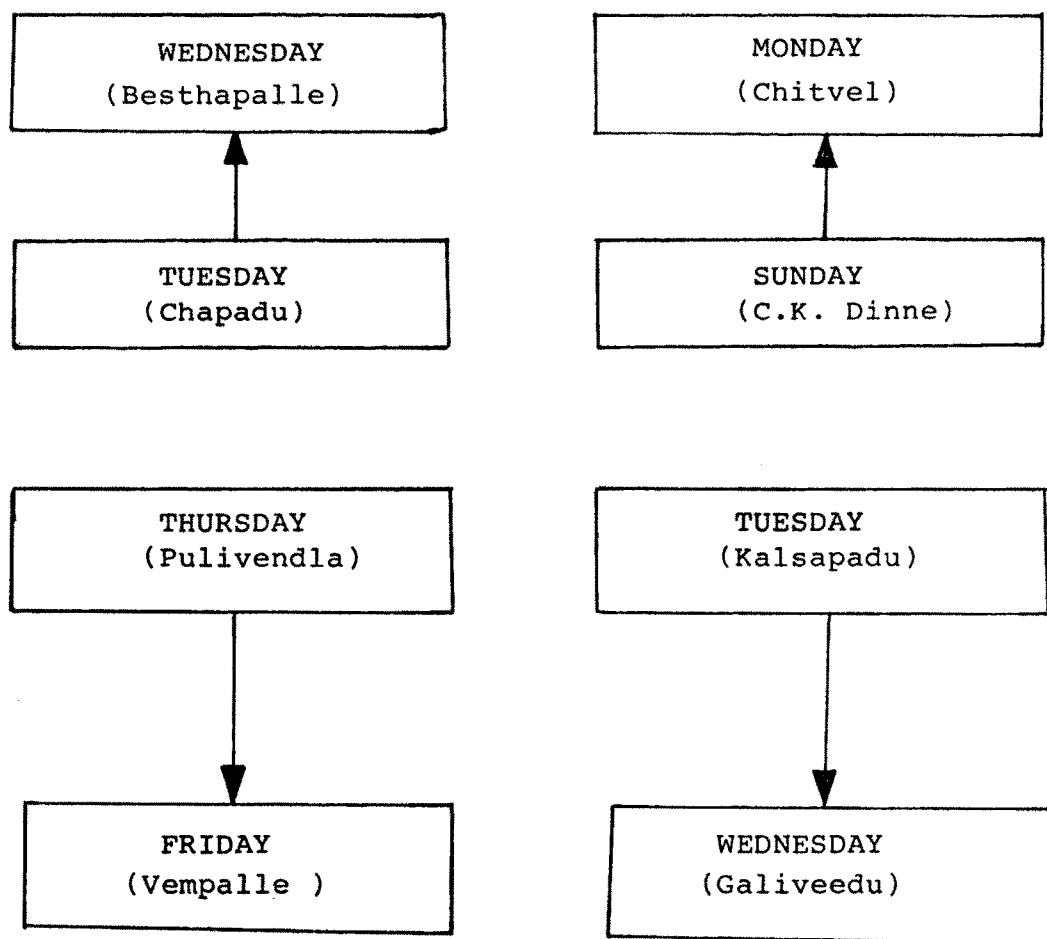 WEDNESDAY
(Besthapalle)
MONDAY
(Chitvel)
TUESDAY
(Chapadu)
SUNDAY
(C.K. Dinne)
THURSDAY
(Pulivendla)
TUESDAY
(Kalsapadu)
FRIDAY
(Vempalle )
WEDNESDAY
(Galiveedu)